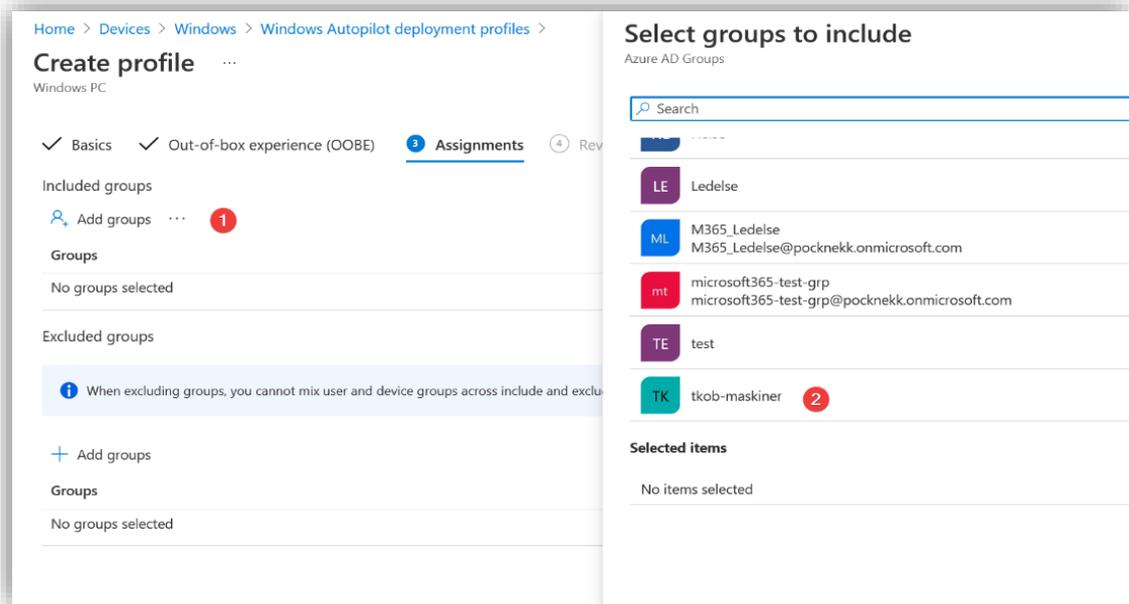 Home > Devices > Windows > Windows Autopilot deployment profiles >
Create profile ...
Windows PC
Basics Out-of-box experience (OOBE) 3 Assignments 4 Rev
Included groups
Add groups ... 1
Groups
No groups selected
Excluded groups
When excluding groups, you cannot mix user and device groups across include and exclu
Add groups
Groups
No groups selected
Select groups to include
Azure AD Groups
Search
LE Ledelse
ML M365_Ledelse
M365_Ledelse@pocknekk.onmicrosoft.com
mt microsoft365-test-grp
microsoft365-test-grp@pocknekk.onmicrosoft.com
TE test
TK tkob-maskiner 2
Selected items
No items selected